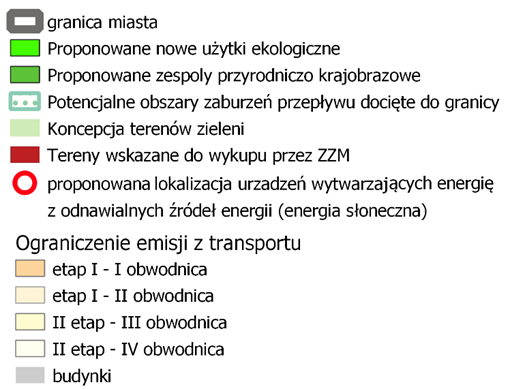 granica miasta
Proponowane nowe użytki ekologiczne
Proponowane zespoly przyrodniczo krajobrazowe
Potencjalne obszary zaburzeń przepływu docięte do granicy
Koncepcja terenów zieleni
Tereny wskazane do wykupu przez ZZM
proponowana lokalizacja urzadzeń wytwarzających energię
z odnawialnych źródeł energii (energia słoneczna)
Ograniczenie emisji z transportu
etap I - I obwodnica
etap I - II obwodnica
II etap - III obwodnica
II etap - IV obwodnica
budynki